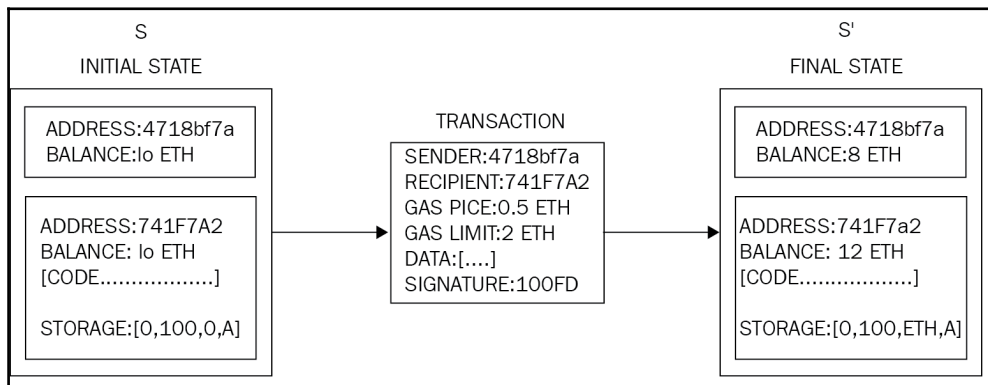 S
INITIAL STATE
ADDRESS:4718bf7a
BALANCE:lo ETH
ADDRESS:741F7A2
BALANCE: lo ETH
[CODE..................]
STORAGE:[0,100,0,A]
TRANSACTION
SENDER:4718bf7a
RECIPIENT:741F7A2
GAS PICE:0.5 ETH
GAS LIMIT:2 ETH
DATA:[....]
SIGNATURE:100FD
S'
FINAL STATE
ADDRESS:4718bf7a
BALANCE:8 ETH
ADDRESS:741F7a2
BALANCE: 12 ETH
[CODE..................]
STORAGE:[0,100,ETH,A]